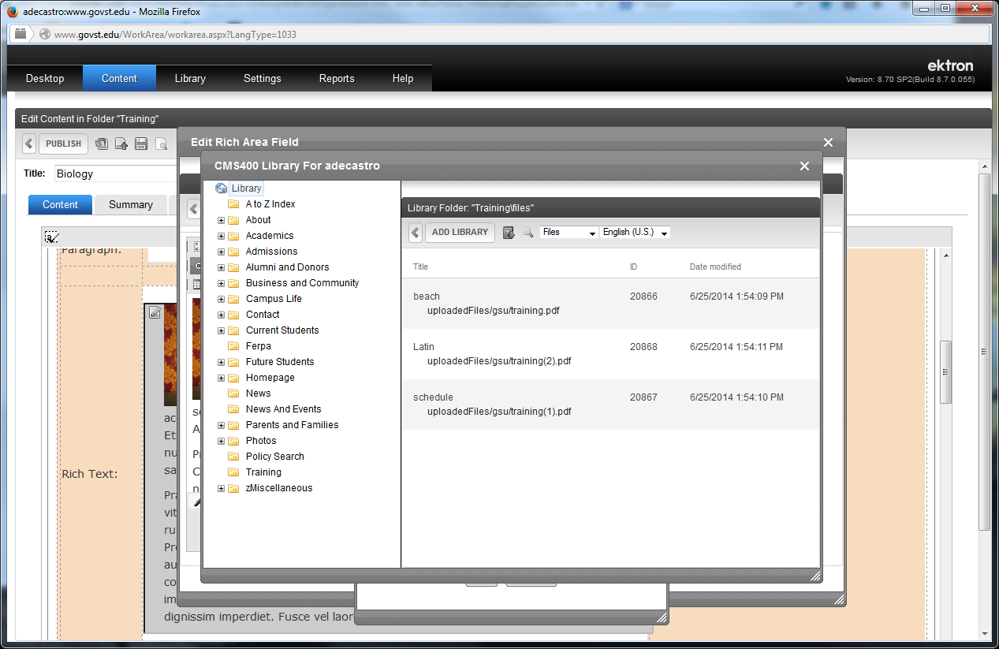 adecastro:www.govst.edu - Mozilla Firefox
www.govst.edu/WorkArea/workarea.aspx?LangType=1033
ektron
Desktop Content Library Settings Reports Help
Version: 8.70 SP2(Build 8.7.0.055)
Edit Content in Folder "Training"
PUBLISH
Title: Biology
Content Summary
Paragraph:
Rich Text:
ac
Et
nu
sa
Pra
vit
ru
Pro
au
co
im
dignissim imperdiet. Fusce vel laor
Edit Rich Area Field
CMS400 Library For adecastro
Library
A to Z Index
About
Academics
Admissions
Alumni and Donors
Business and Community
Campus Life
Contact
Current Students
Ferpa
Future Students
Homepage
News
News And Events
Parents and Families
Photos
Policy Search
Training
zMiscellaneous
Library Folder: "Training\files"
ADD LIBRARY Files English (U.S.)
Title ID Date modified
beach 20866 6/25/2014 1:54:09 PM
uploadedFiles/gsu/training.pdf
Latin 20868 6/25/2014 1:54:11 PM
uploadedFiles/gsu/training(2).pdf
schedule 20867 6/25/2014 1:54:10 PM
uploadedFiles/gsu/training(1).pdf